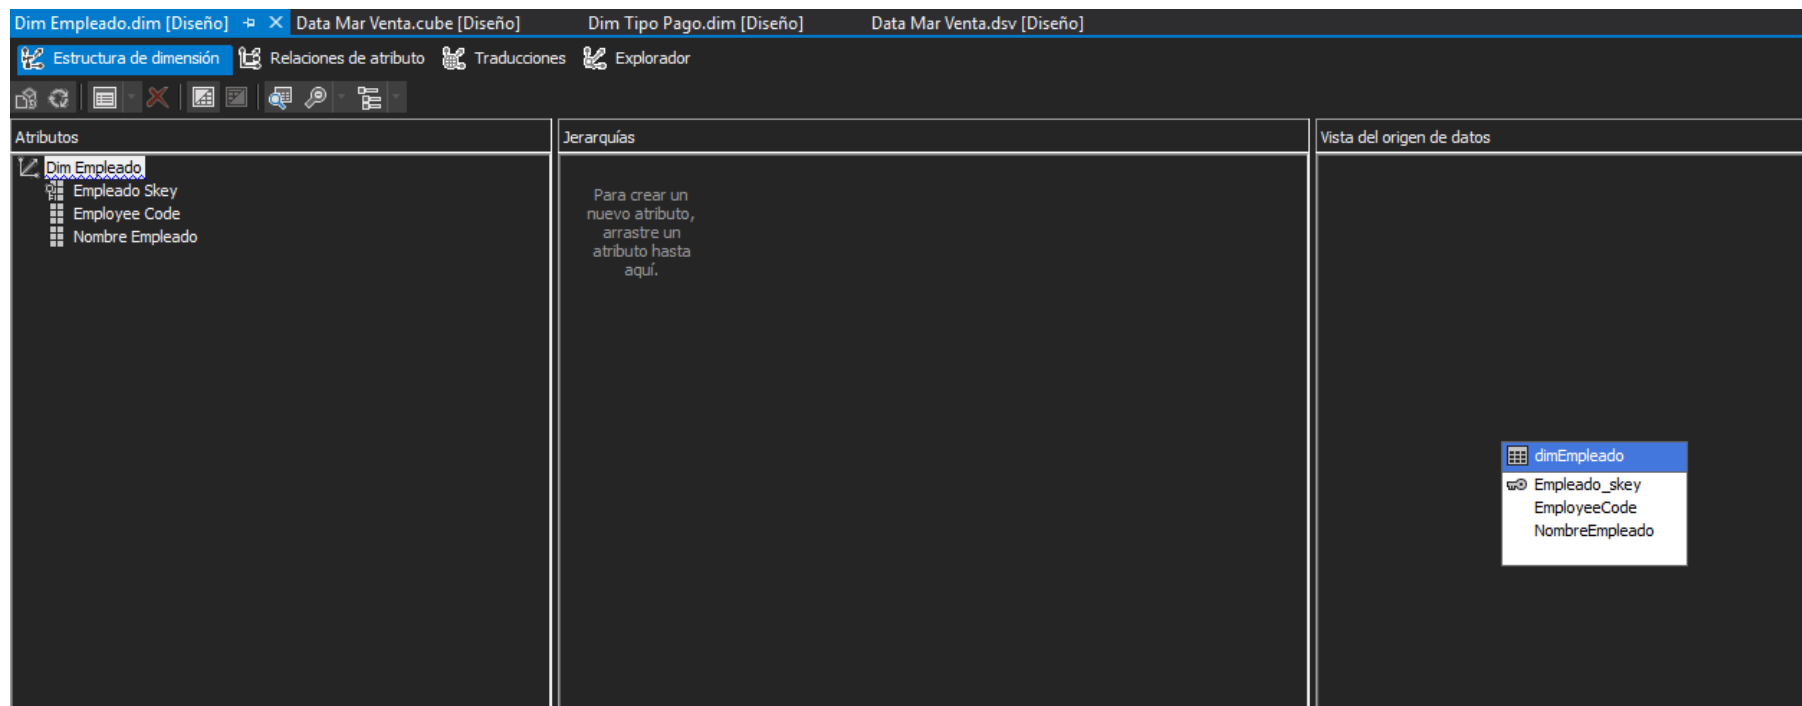 Dim Empleado.dim [Diseño] Data Mar Venta.cube [Diseño] Dim Tipo Pago.dim [Diseño] Data Mar Venta.dsv [Diseño]
Estructura de dimensión Relaciones de atributo Traducciones Explorador
Atributos
Dim Empleado
Empleado Skey
Employee Code
Nombre Empleado
Jerarquías
Para crear un
nuevo atributo,
arrastre un
atributo hasta
aquí.
Vista del origen de datos
dimEmpleado
Empleado_skey
EmployeeCode
NombreEmpleado